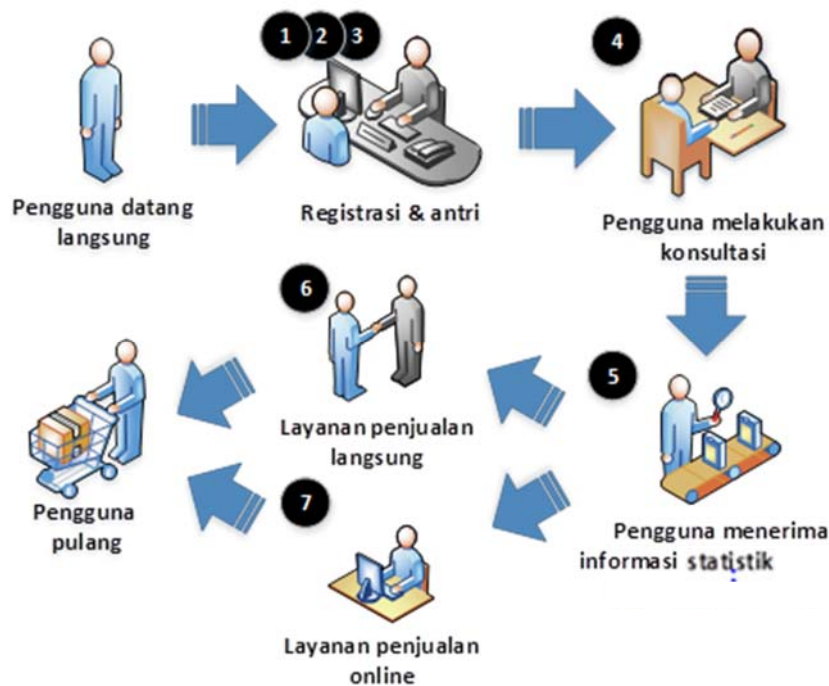 1 2 3
4
Pengguna datang
langsung
Registrasi & antri
Pengguna melakukan
konsultasi
6
5
Layanan penjualan
langsung
Pengguna
pulang
7
Pengguna menerima
informasi statistik
Layanan penjualan
online